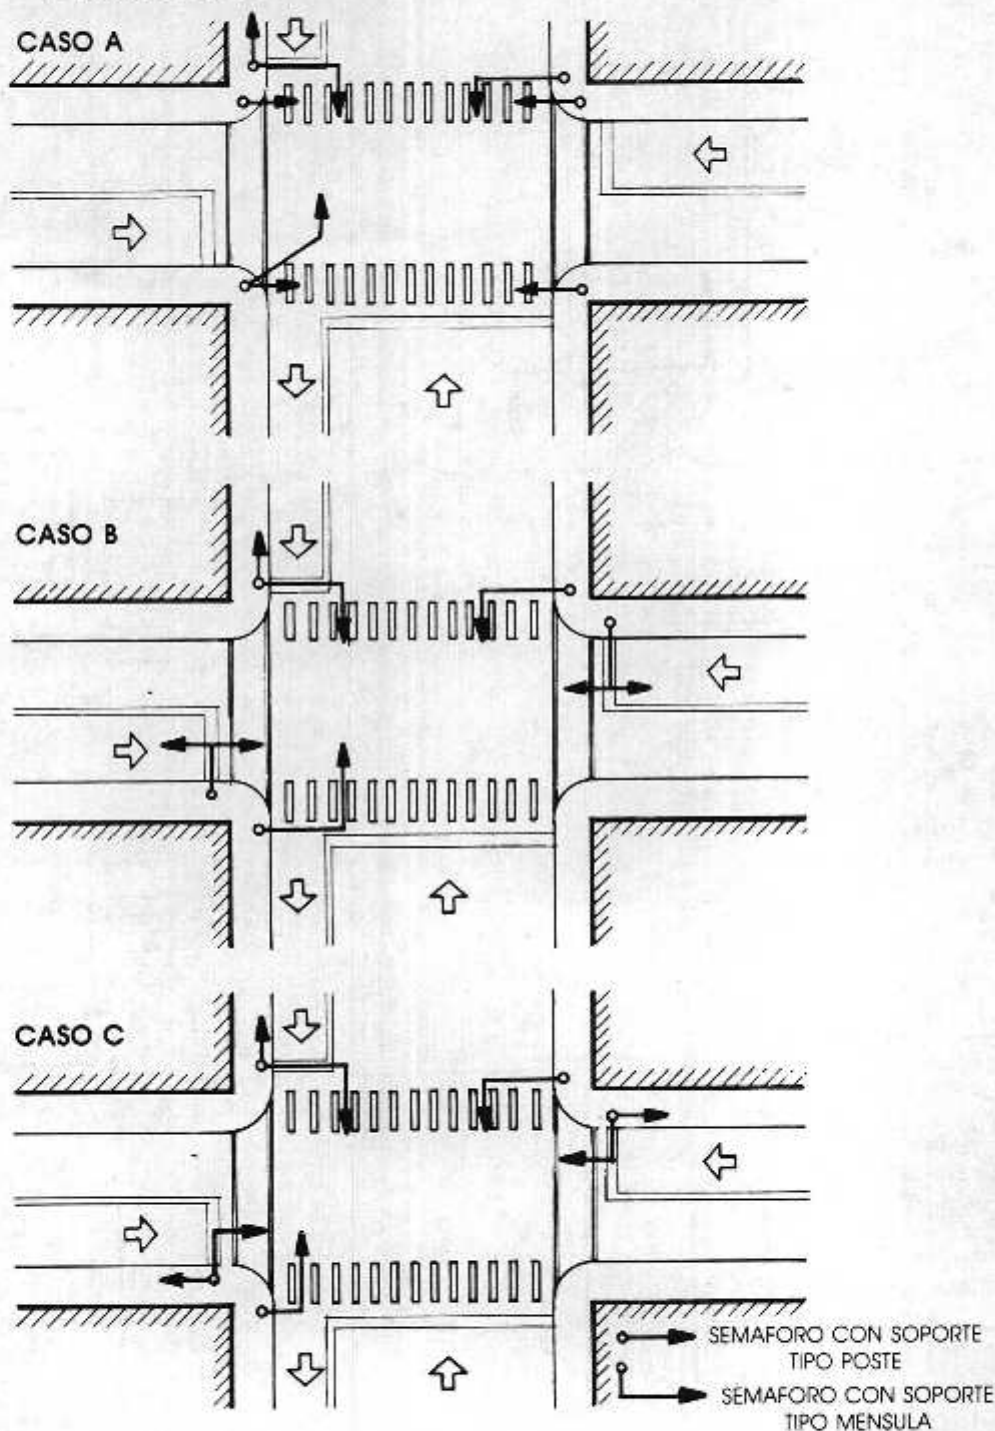 CASO A
CASO B
CASO C
SEMAFORO CON SOPORTE
TIPO POSTE
SEMAFORO CON SOPORTE
TIPO MENSULA